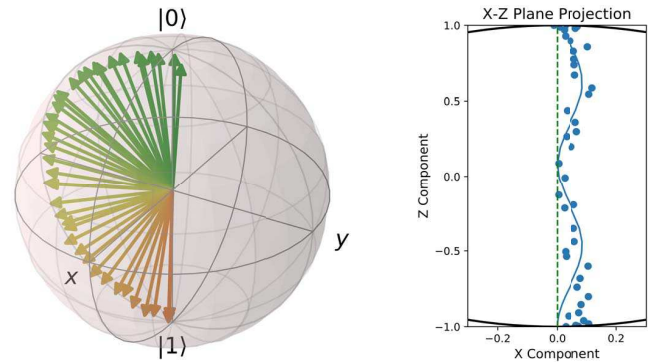 |0⟩
x
y
|1⟩
X-Z Plane Projection
1.0
0.5
0.0
−0.5
−1.0
Z Component
−0.2
0.0
0.2
X Component